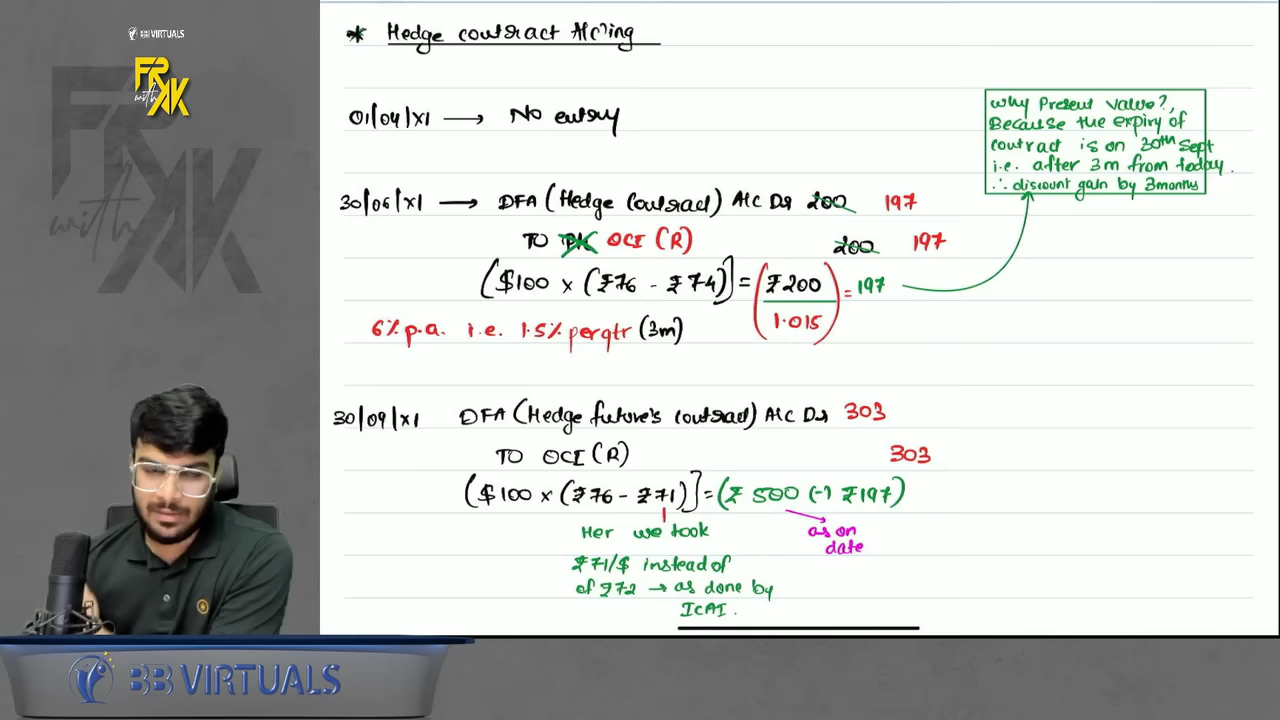 BB VIRTUALS
FR
with
KK
* Hedge contract A/c'ing
01/04/X1 → No entry
why Present value?,
Because the expiry of
contract is on 30th Sept
i.e. after 3m from today.
∴ discount gain by 3months
30/06/X1 → DFA (Hedge Contract) A/c Dr 200 197
TO P/L OCI (R) 200 197
($100 x (₹76 - ₹74)] = (₹200 / 1.015) = 197
6% p.a. i.e. 1.5% per qtr (3m)
30/09/X1 DFA (Hedge future's contract) A/c Dr 303
TO OCI (R) 303
($100 x (₹76 - ₹71)] = (₹500 (-) ₹197)
Her we took
as on
date
₹71/$ instead of
of ₹72 → as done by
ICAI.
BB VIRTUALS